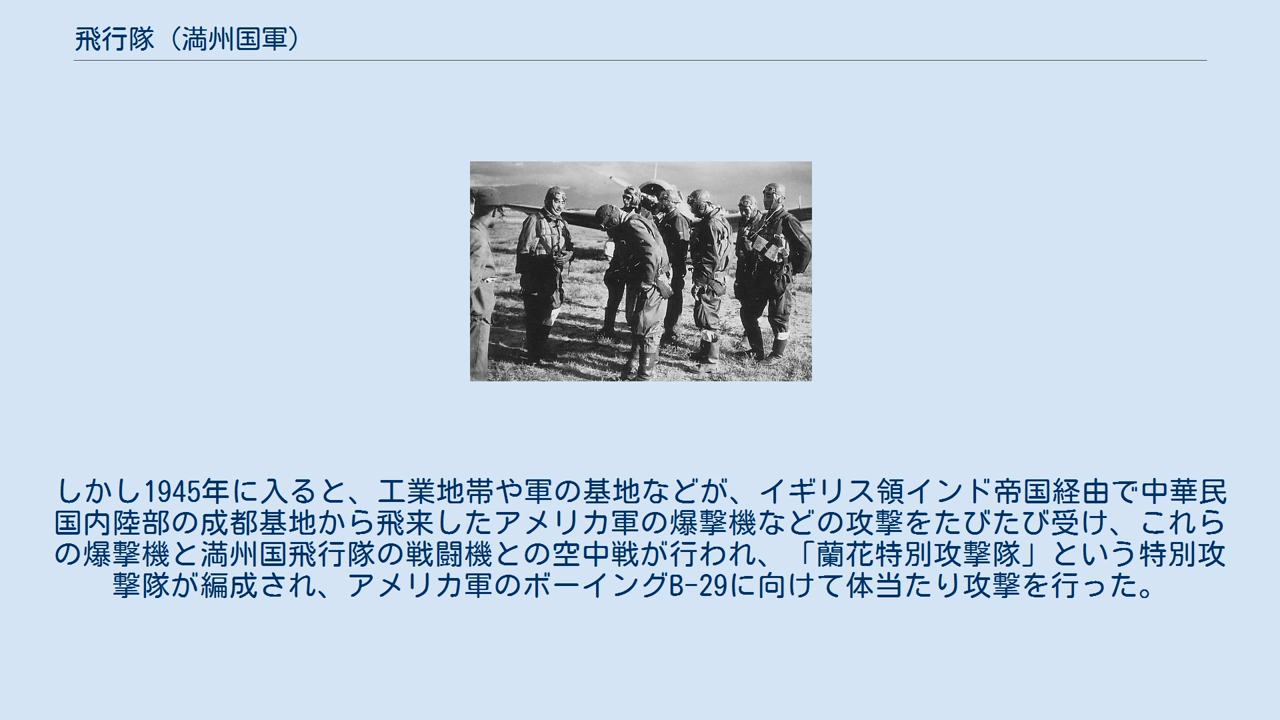 飛行隊（満州国軍）
しかし1945年に入ると、工業地帯や軍の基地などが、イギリス領インド帝国経由で中華民
国内陸部の成都基地から飛来したアメリカ軍の爆撃機などの攻撃をたびたび受け、これら
の爆撃機と満州国飛行隊の戦闘機との空中戦が行われ、「蘭花特別攻撃隊」という特別攻
撃隊が編成され、アメリカ軍のボーイングB-29に向けて体当たり攻撃を行った。